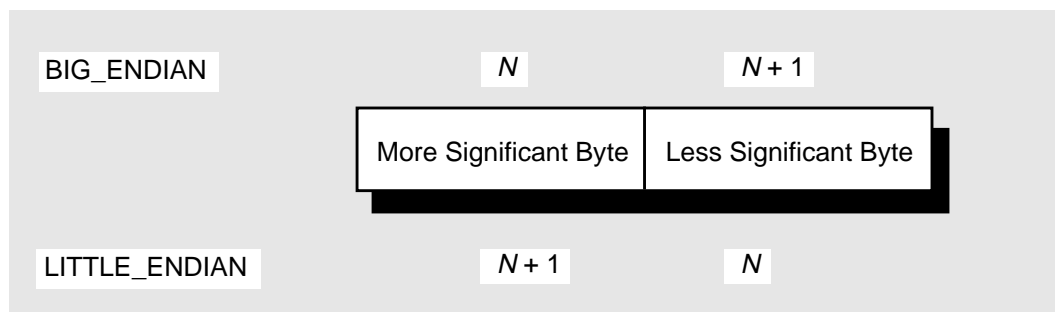 BIG_ENDIAN N N + 1
More Significant Byte Less Significant Byte
LITTLE_ENDIAN N + 1 N